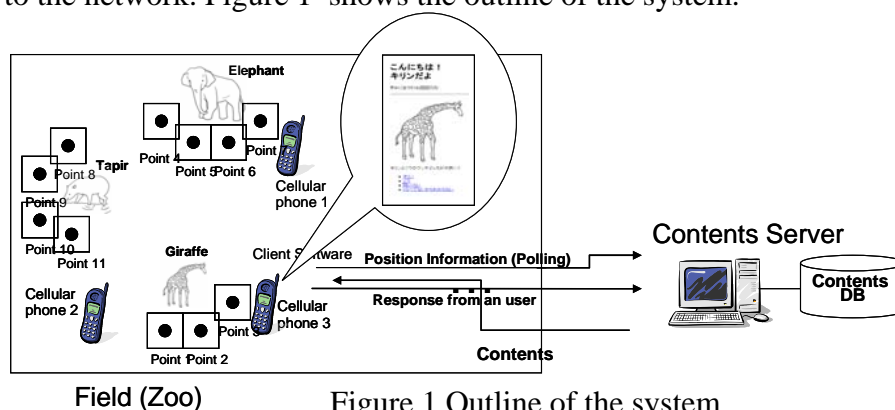 to the network. Figure 1 shows the outline of the system.
こんにちは！
キリンだよ
Elephant
Point 4
Point 5
Point 6
Point 7
Cellular
phone 1
Tapir
Point 8
Point 9
Point 10
Point 11
Cellular
phone 2
Giraffe
Point 1
Point 2
Point 3
Client Software
Cellular
phone 3
Position Information (Polling)
Response from an user
Contents
Contents Server
Contents
DB
Field (Zoo)
Figure 1 Outline of the system